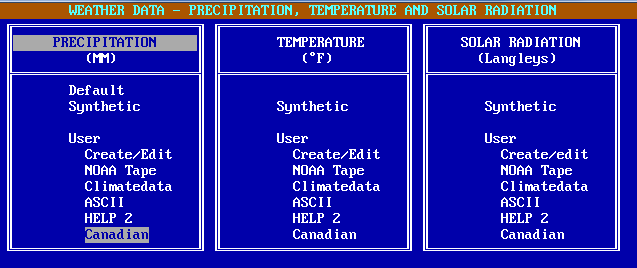 WEATHER DATA - PRECIPITATION, TEMPERATURE AND SOLAR RADIATION
PRECIPITATION
(MM)
Default
Synthetic
User
Create/Edit
NOAA Tape
Climatedata
ASCII
HELP 2
Canadian
TEMPERATURE
(°F)
Synthetic
User
Create/Edit
NOAA Tape
Climatedata
ASCII
HELP 2
Canadian
SOLAR RADIATION
(Langleys)
Synthetic
User
Create/edit
NOAA Tape
Climatedata
ASCII
HELP 2
Canadian